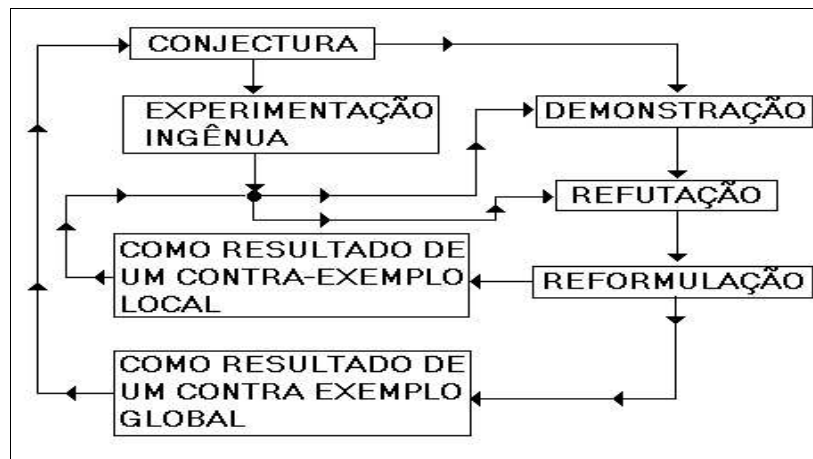 CONJECTURA
EXPERIMENTAÇÃO
INGÊNUA
DEMONSTRAÇÃO
REFUTAÇÃO
COMO RESULTADO DE
UM CONTRA-EXEMPLO
LOCAL
REFORMULAÇÃO
COMO RESULTADO DE
UM CONTRA EXEMPLO
GLOBAL